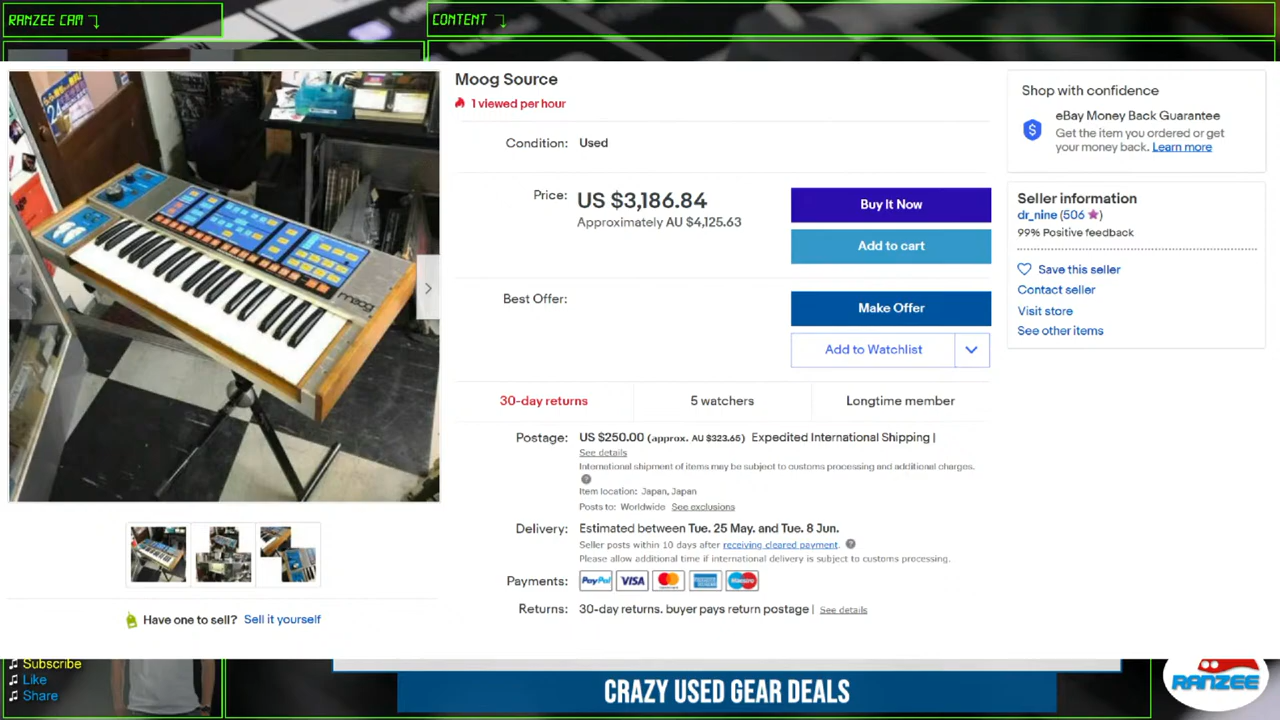 RANZEE CAM
CONTENT
Moog Source
1 viewed per hour
Condition: Used
Price: US $3,186.84
Approximately AU $4,125.63
Buy It Now
Add to cart
Best Offer:
Make Offer
Add to Watchlist
30-day returns
5 watchers
Longtime member
Postage: US $250.00 (approx. AU $323.65) Expedited International Shipping |
See details
International shipment of items may be subject to customs processing and additional charges.
Item location: Japan, Japan
Posts to: Worldwide See exclusions
Delivery: Estimated between Tue. 25 May. and Tue. 8 Jun.
Seller posts within 10 days after receiving cleared payment.
Please allow additional time if international delivery is subject to customs processing.
Payments: PayPal VISA
Returns: 30-day returns. buyer pays return postage | See details
Shop with confidence
eBay Money Back Guarantee
Get the item you ordered or get
your money back. Learn more
Seller information
dr_nine (506)
99% Positive feedback
Save this seller
Contact seller
Visit store
See other items
moog
Have one to sell? Sell it yourself
Subscribe
Like
Share
CRAZY USED GEAR DEALS
RANZEE